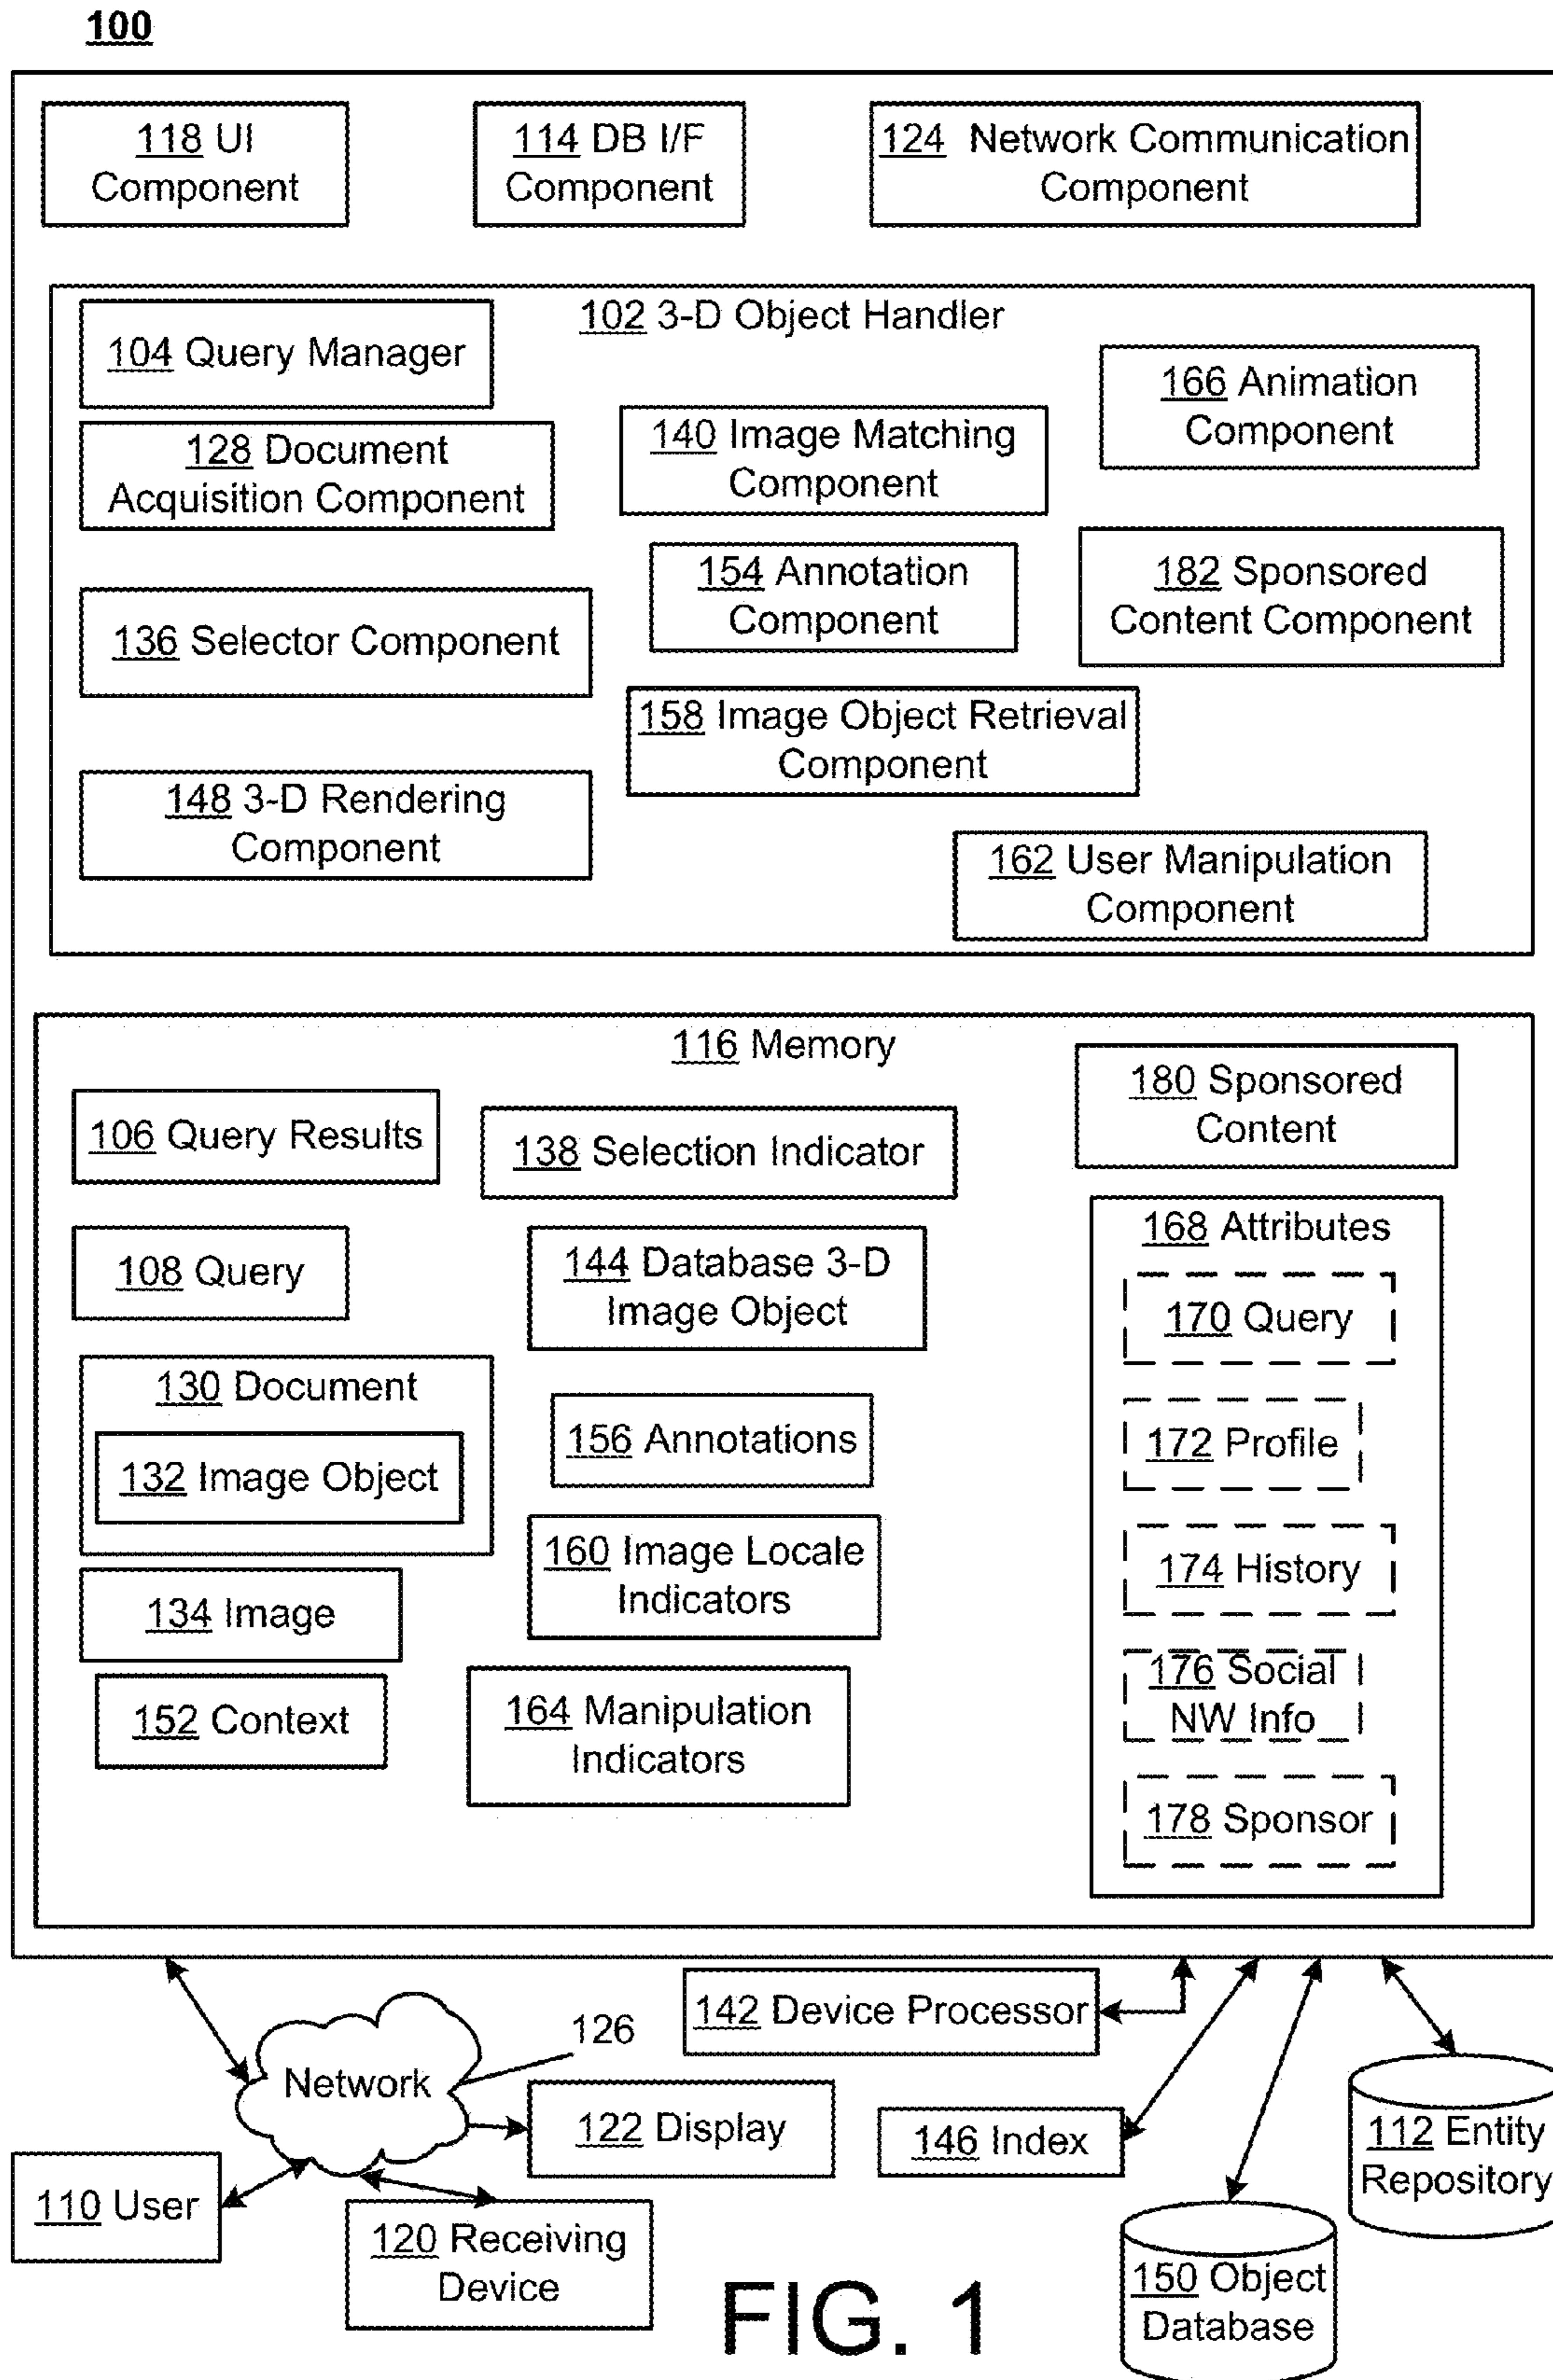 100
118 UI
Component
114 DB I/F
Component
124 Network Communication
Component
102 3-D Object Handler
104 Query Manager
128 Document
Acquisition Component
136 Selector Component
148 3-D Rendering
Component
140 Image Matching
Component
154 Annotation
Component
158 Image Object Retrieval
Component
166 Animation
Component
182 Sponsored
Content Component
162 User Manipulation
Component
116 Memory
106 Query Results
108 Query
130 Document
132 Image Object
134 Image
152 Context
138 Selection Indicator
144 Database 3-D
Image Object
156 Annotations
160 Image Locale
Indicators
164 Manipulation
Indicators
180 Sponsored
Content
168 Attributes
170 Query
172 Profile
174 History
176 Social
NW Info
178 Sponsor
Network
126
142 Device Processor
122 Display
146 Index
112 Entity
Repository
110 User
120 Receiving
Device
150 Object
Database
FIG. 1